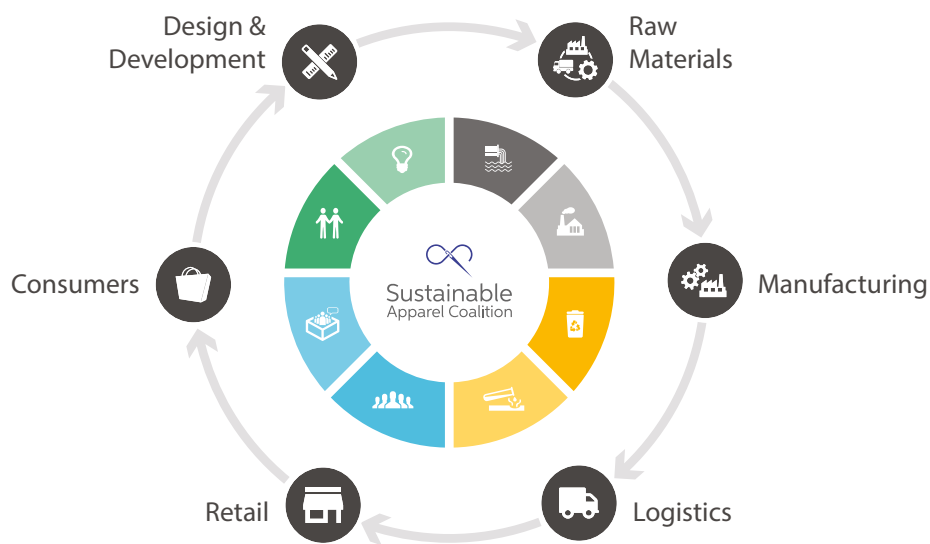 Design &
Development
Raw
Materials
Consumers
Sustainable
Apparel Coalition
Manufacturing
Retail
Logistics